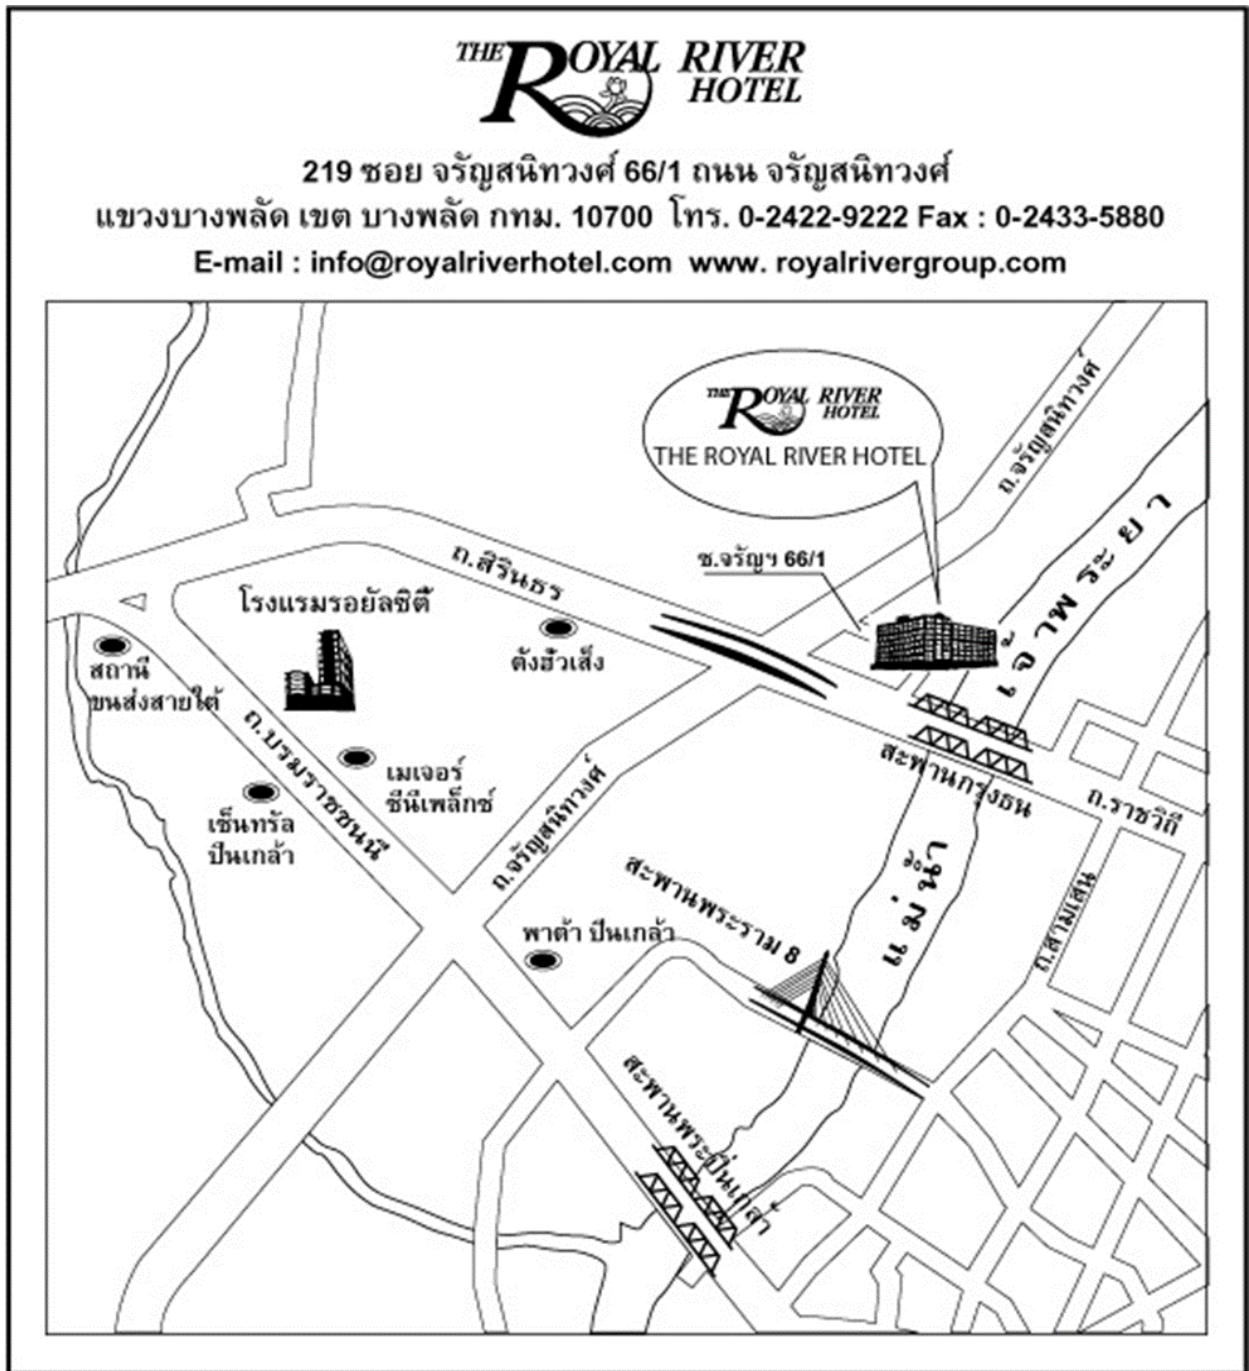 THE ROYAL RIVER
HOTEL
219 ซอย จรัญสนิทวงศ์ 66/1 ถนน จรัญสนิทวงศ์
แขวงบางพลัด เขต บางพลัด กทม. 10700 โทร. 0-2422-9222 Fax : 0-2433-5880
E-mail : info@royalriverhotel.com www. royalrivergroup.com
THE ROYAL RIVER
HOTEL
THE ROYAL RIVER HOTEL
ถ.จรัญสนิทวงศ์
ซ.จรัญฯ 66/1
ถ.สิรินธร
โรงแรมรอยัลซิตี้
ตังฮั่วเส็ง
สถานี
ขนส่งสายใต้
ถ.บรมราชชนนี
เมเจอร์
ซีนีเพล็กซ์
เซ็นทรัล
ปิ่นเกล้า
ถ.จรัญสนิทวงศ์
แม่น้ำ
เจ้าพระยา
สะพานกรุงธน
ถ.ราชวิถี
ถ.สามเสน
สะพานพระราม 8
พาต้า ปิ่นเกล้า
สะพานพระปิ่นเกล้า